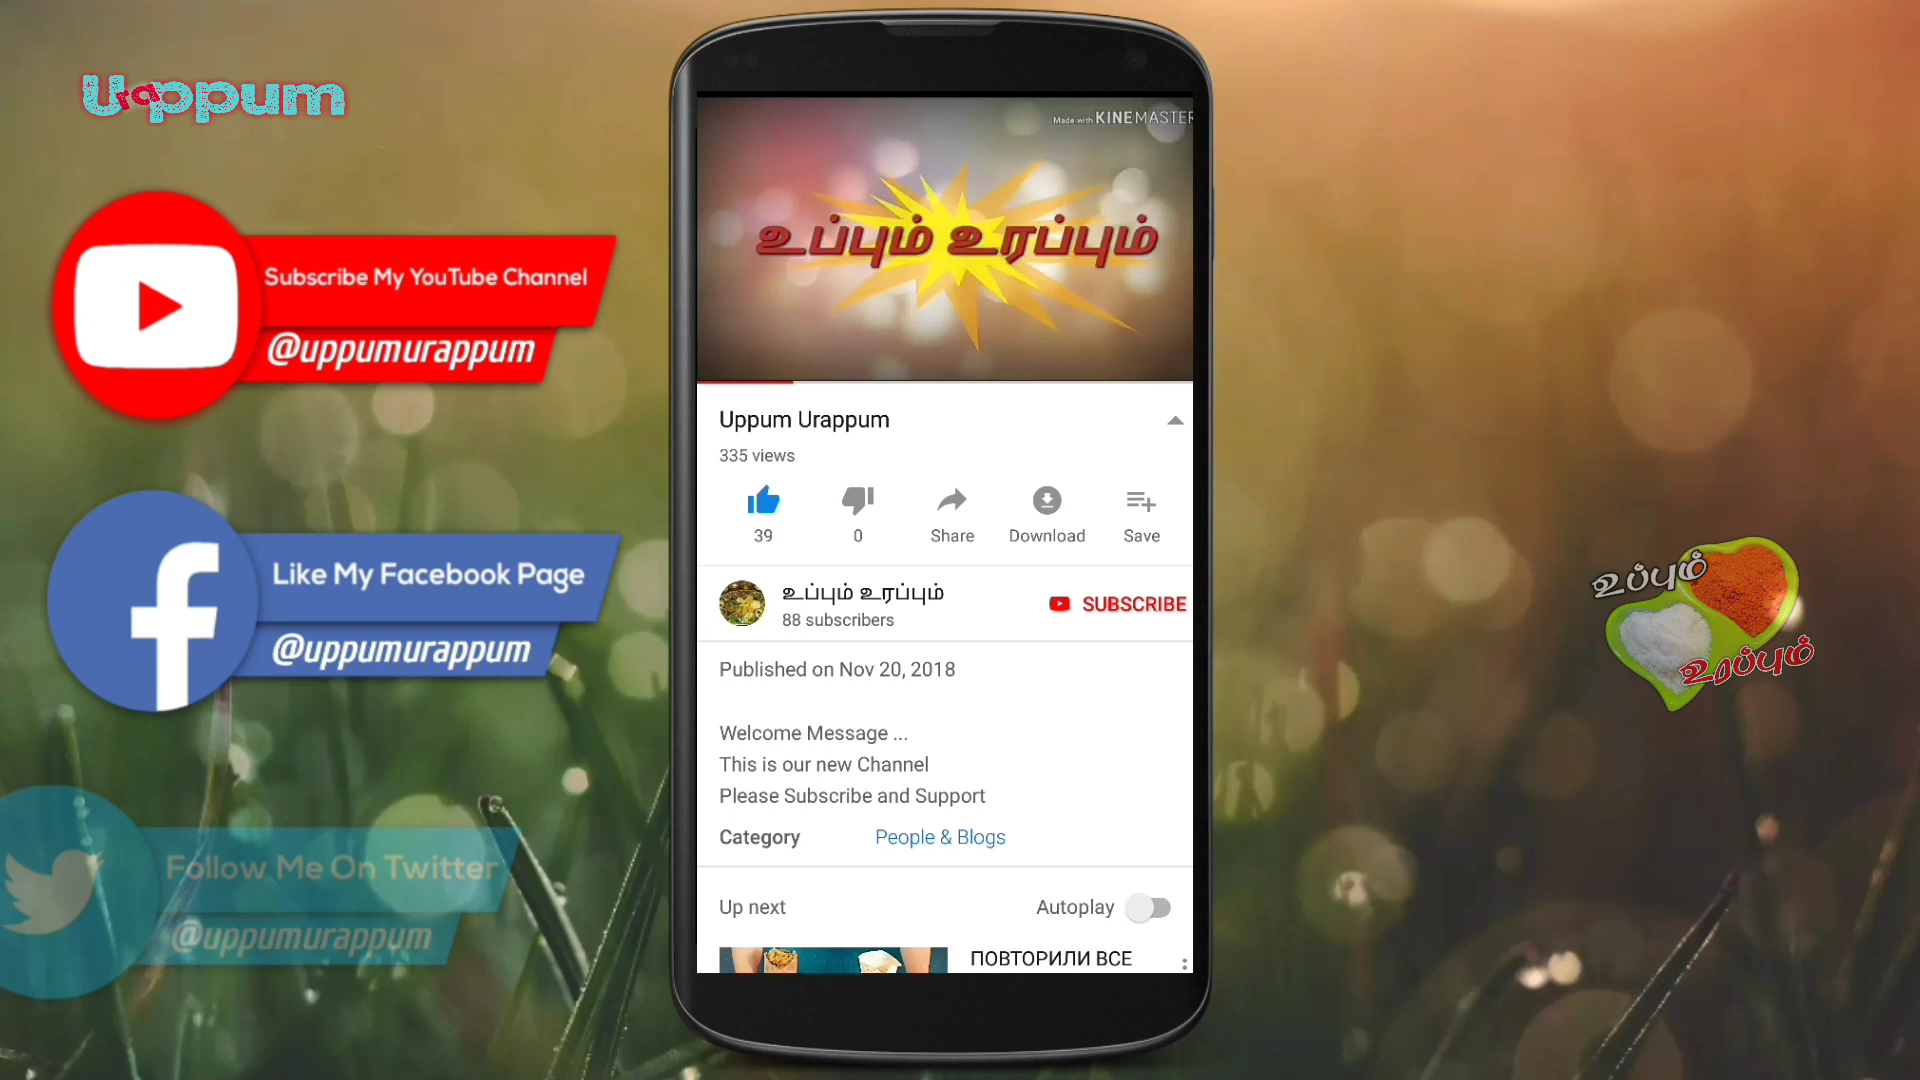 Subscribe My YouTube Channel
@uppumurappum
Like My Facebook Page
@uppumurappum
Follow Me On Twitter
@uppumurappum
Made with KINEMASTER
உப்பும் உரப்பும்
Uppum Urappum
335 views
39
0
Share
Download
Save
உப்பும் உரப்பும்
88 subscribers
SUBSCRIBE
Published on Nov 20, 2018
Welcome Message ...
This is our new Channel
Please Subscribe and Support
Category People & Blogs
Up next
Autoplay
ПОВТОРИЛИ ВСЕ
உப்பும்
உரப்பும்